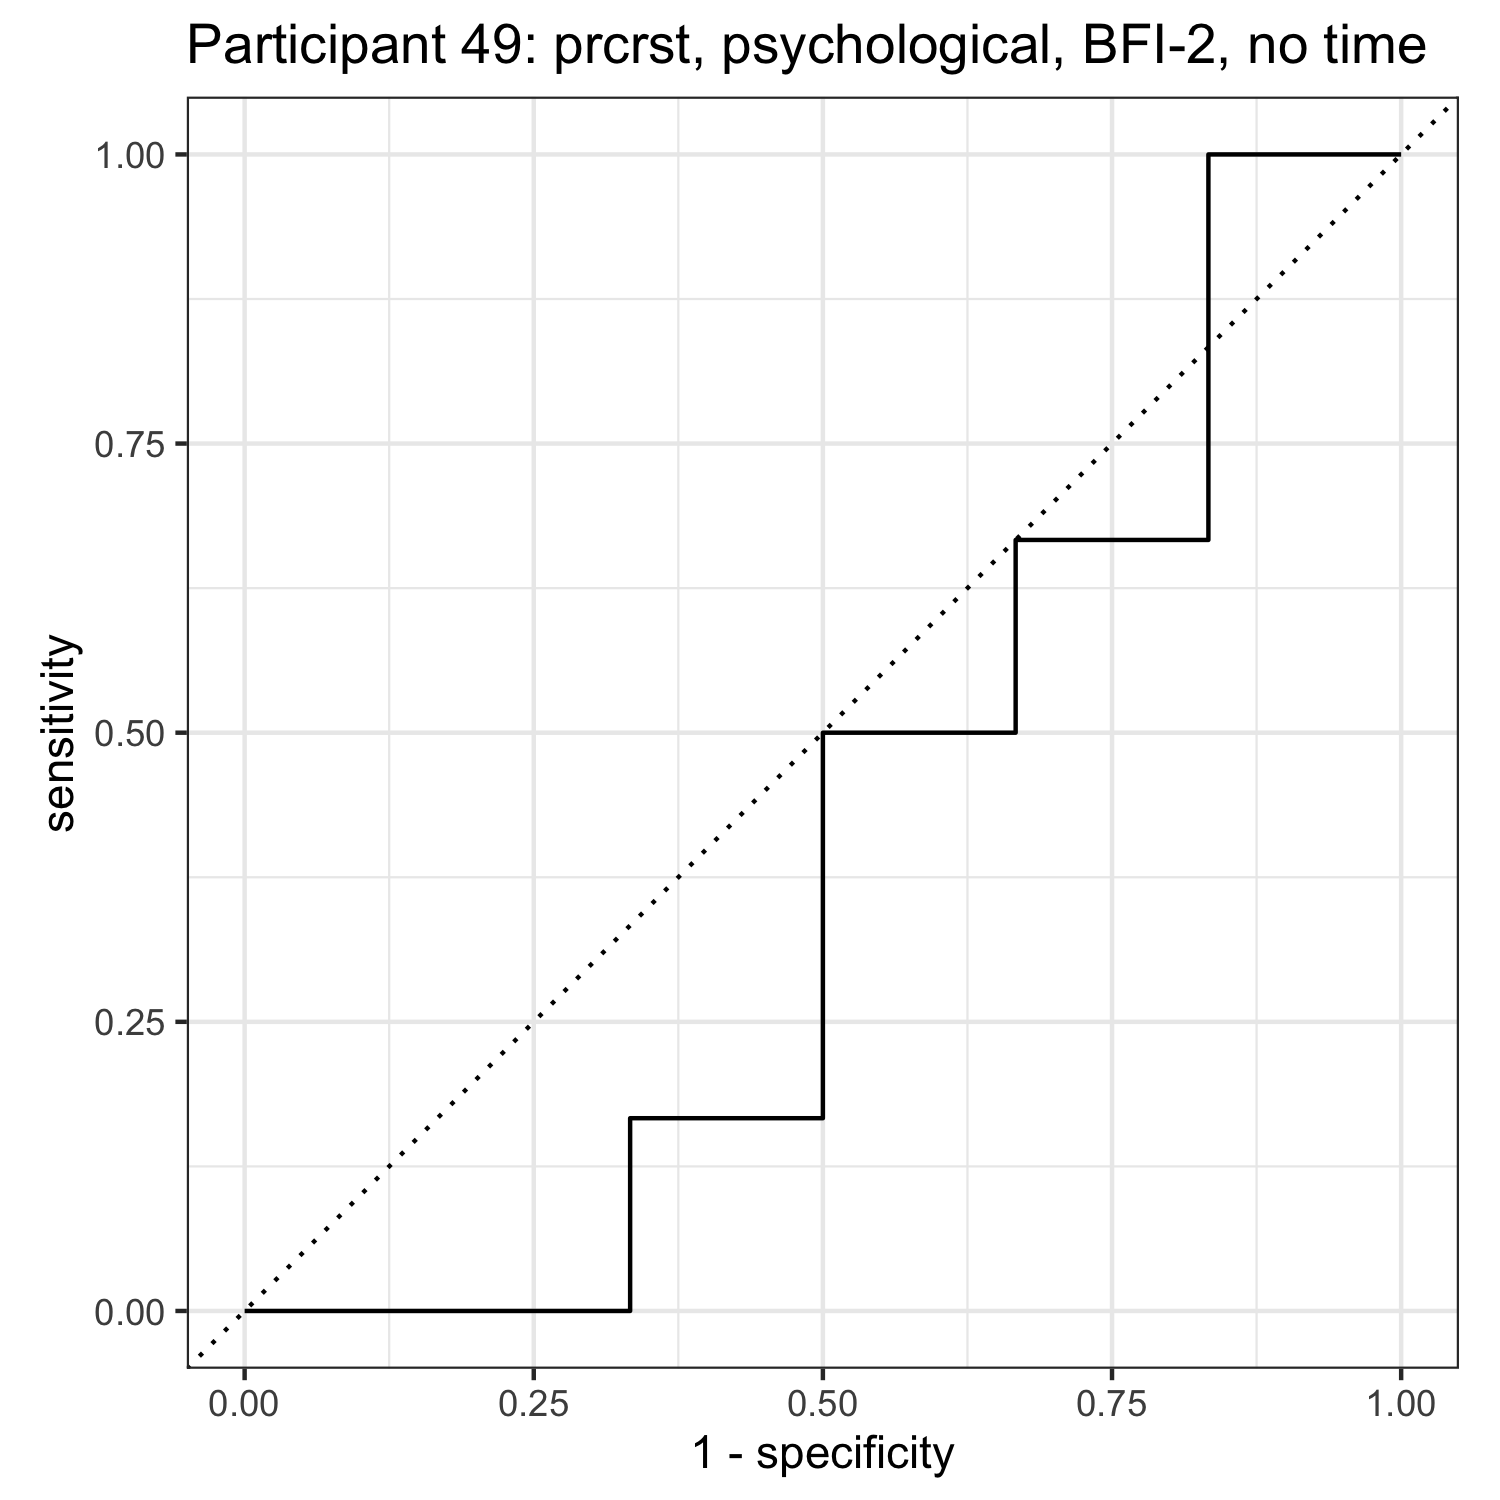 Participant 49: prcrst, psychological, BFI-2, no time
1.00
0.75
0.50
0.25
0.00
sensitivity
0.00 0.25 0.50 0.75 1.00
1 - specificity